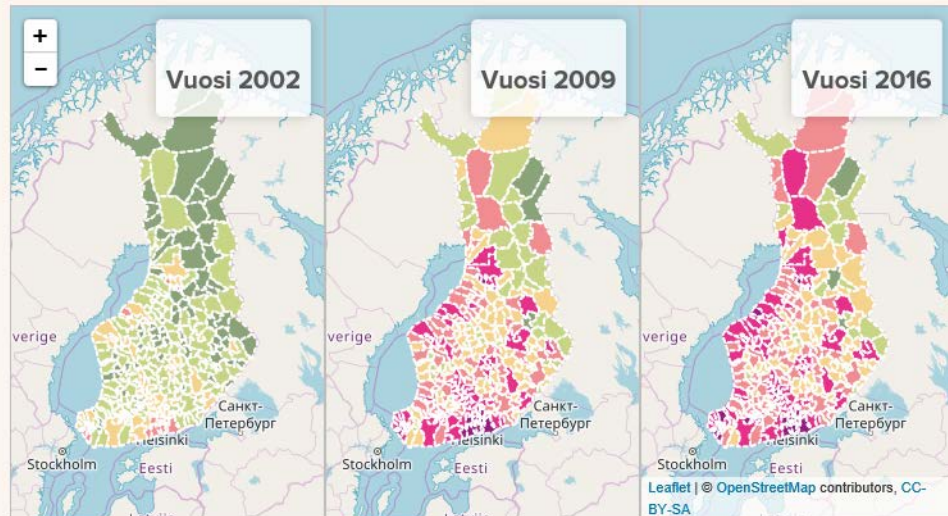 +
−
Vuosi 2002
Vuosi 2009
Vuosi 2016
verige
verige
verige
Санкт-
Петербург
Санкт-
Петербург
Санкт-
Петербург
Helsinki
Helsinki
Helsinki
Stockholm
Stockholm
Stockholm
Eesti
Eesti
Eesti
Leaflet | © OpenStreetMap contributors, CC-
BY-SA